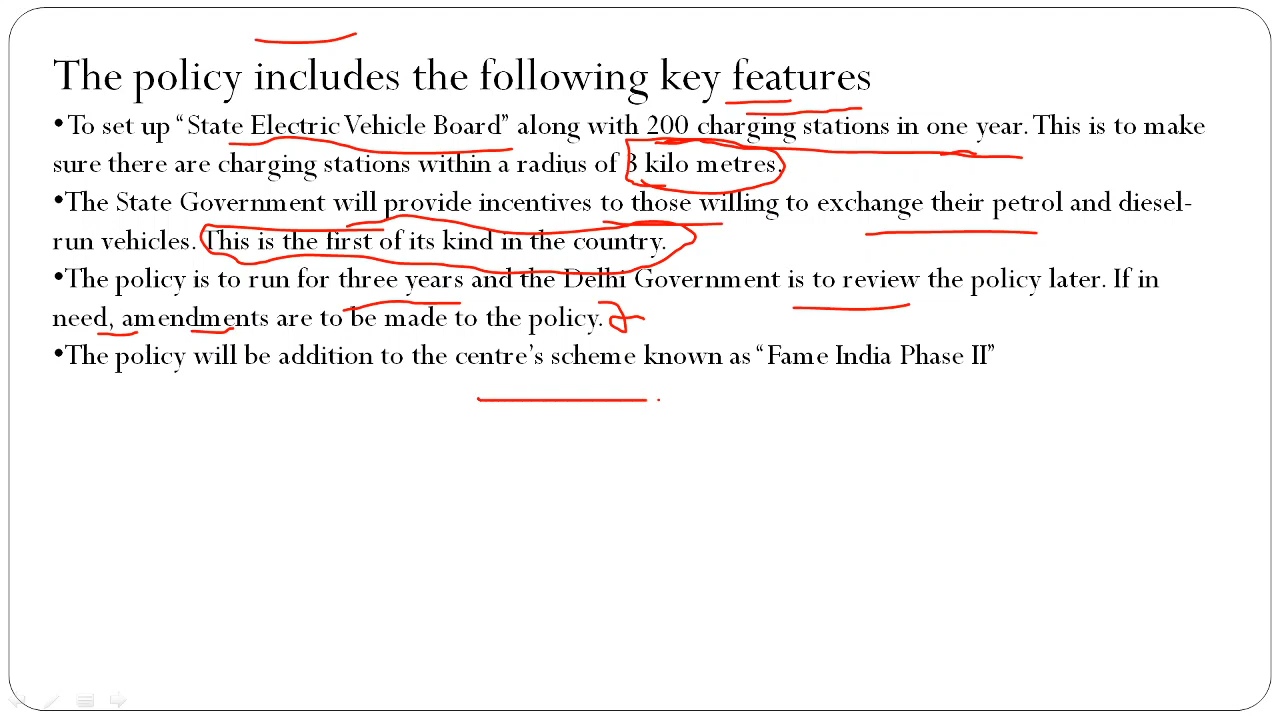 The policy includes the following key features
•To set up “State Electric Vehicle Board” along with 200 charging stations in one year. This is to make
sure there are charging stations within a radius of 3 kilo metres.
•The State Government will provide incentives to those willing to exchange their petrol and diesel-
run vehicles. This is the first of its kind in the country.
•The policy is to run for three years and the Delhi Government is to review the policy later. If in
need, amendments are to be made to the policy.
•The policy will be addition to the centre’s scheme known as “Fame India Phase II”